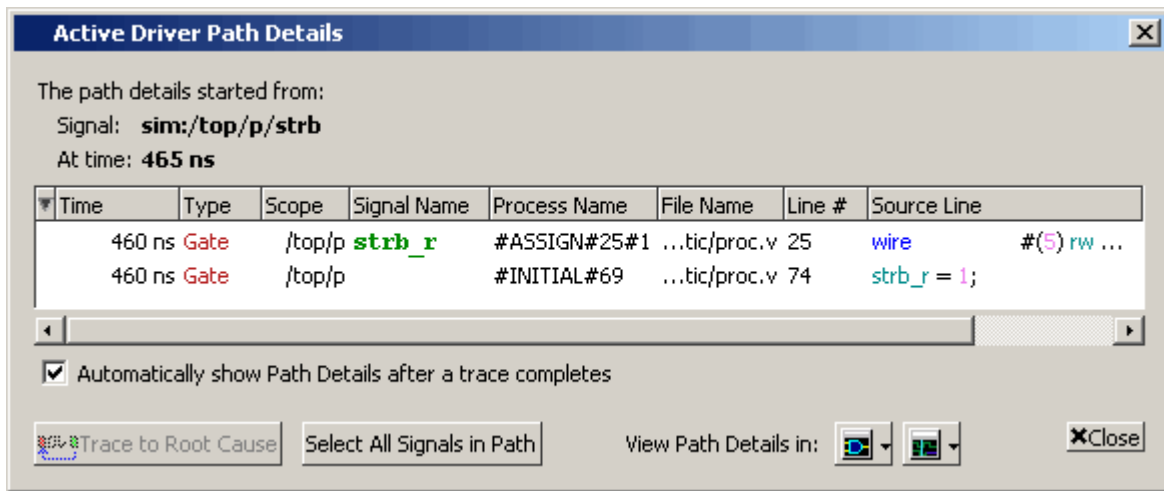 Active Driver Path Details
The path details started from:
Signal: sim:/top/p/strb
At time: 465 ns
Time Type Scope Signal Name Process Name File Name Line # Source Line
460 ns Gate /top/p strb_r #ASSIGN#25#1 ...tic/proc.v 25 wire #(5) rw ...
460 ns Gate /top/p #INITIAL#69 ...tic/proc.v 74 strb_r = 1;
Automatically show Path Details after a trace completes
Trace to Root Cause Select All Signals in Path View Path Details in: Close